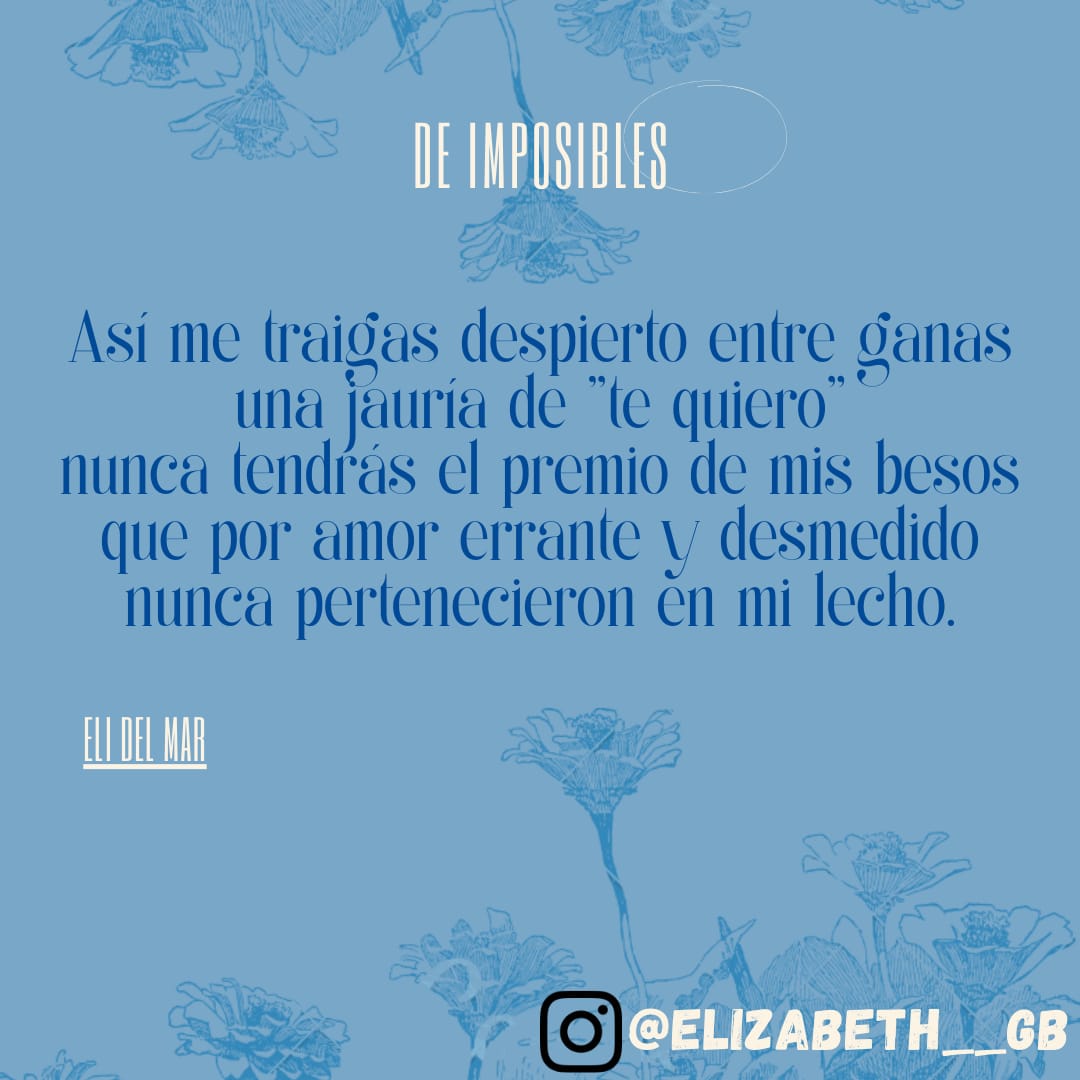 DE IMPOSIBLES
Así me traigas despierto entre ganas
una jauría de "te quiero"
nunca tendrás el premio de mis besos
que por amor errante y desmedido
nunca pertenecieron en mi lecho.
ELI DEL MAR
@ELIZABETH__GB